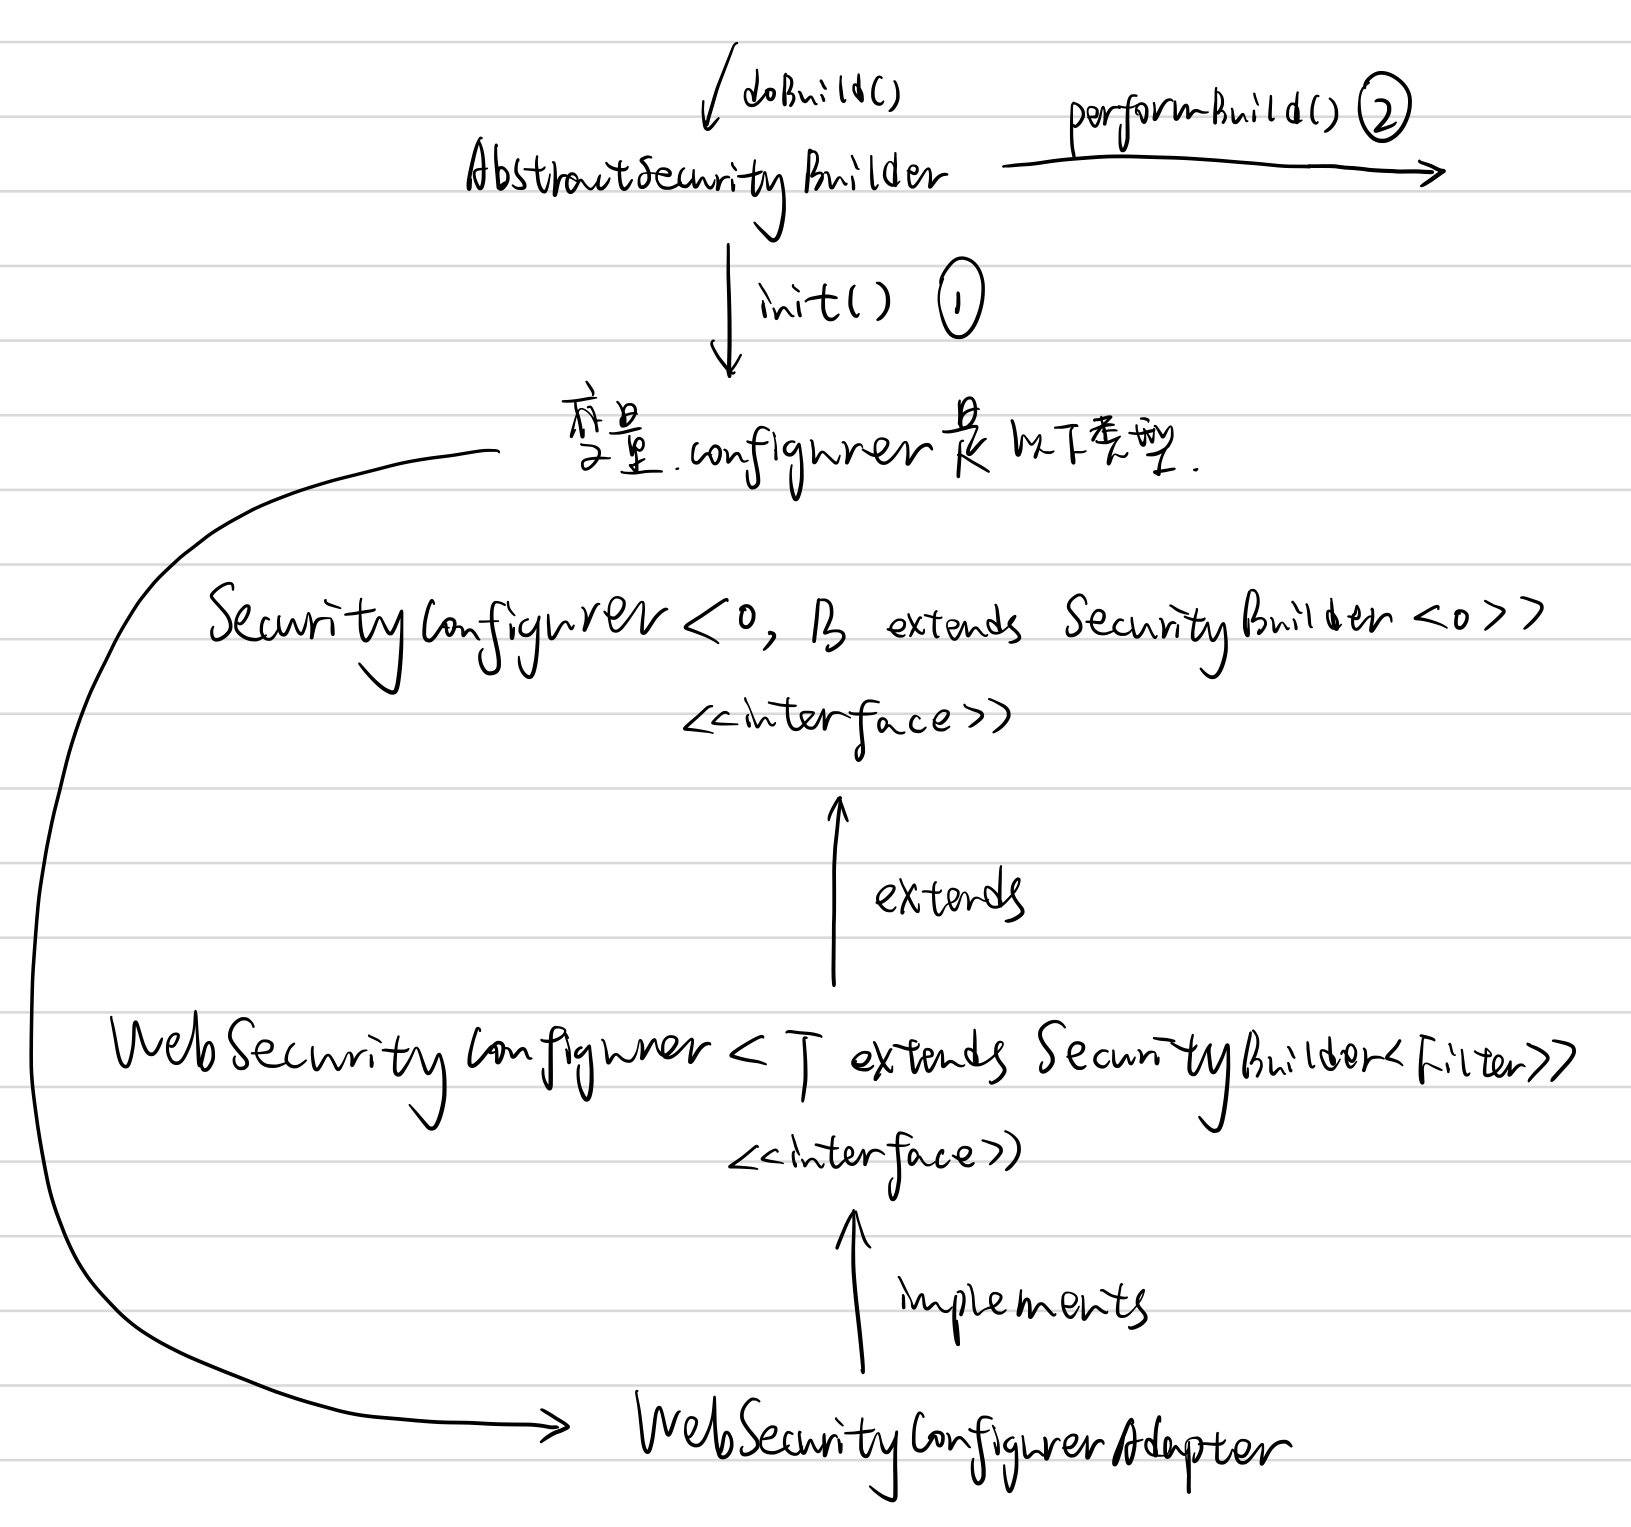 doBuild()
performBuild() ②
AbstractSecurityBuilder
init() ①
变量.configurer是以下类型.
SecurityConfigurer<O, B extends SecurityBuilder<O>>
<<interface>>
extends
WebSecurityConfigurer<T extends SecurityBuilder<Filter>>
<<interface>>
implements
WebSecurityConfigurerAdapter